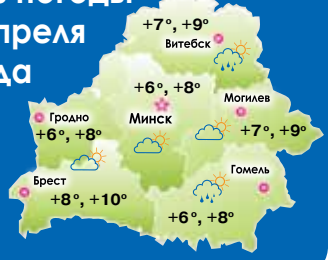 погоды
преля
да
+7°, +9°
Витебск
+6°, +8°
Минск
Могилев
+7°, +9°
Гродно
+6°, +8°
Брест
+8°, +10°
Гомель
+6°, +8°